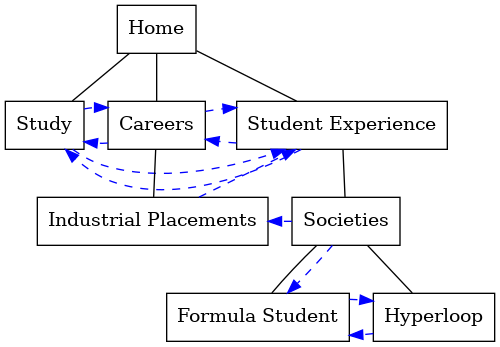 Home
Study
Careers
Student Experience
Industrial Placements
Societies
Formula Student
Hyperloop